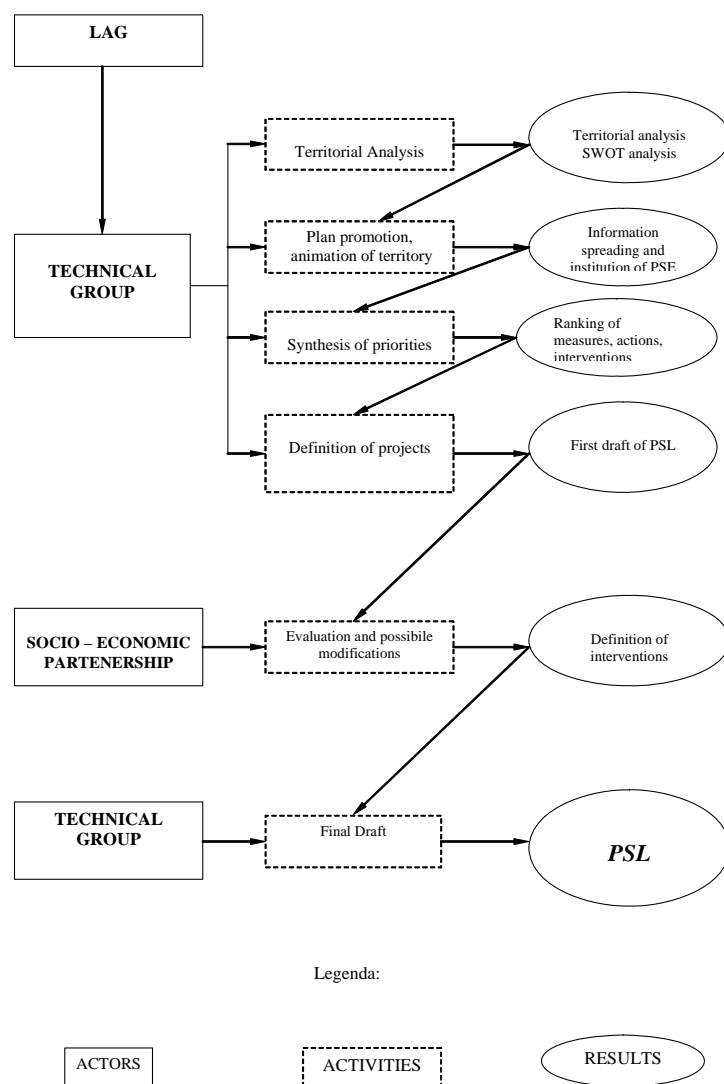 LAG
Territorial Analysis
Territorial analysis
SWOT analysis
TECHNICAL
GROUP
Plan promotion,
animation of territory
Information
spreading and
institution of PSE
Synthesis of priorities
Ranking of
measures, actions,
interventions
Definition of projects
First draft of PSL
SOCIO – ECONOMIC
PARTENERSHIP
Evaluation and possibile
modifications
Definition of
interventions
TECHNICAL
GROUP
Final Draft
PSL
Legenda:
ACTORS
ACTIVITIES
RESULTS